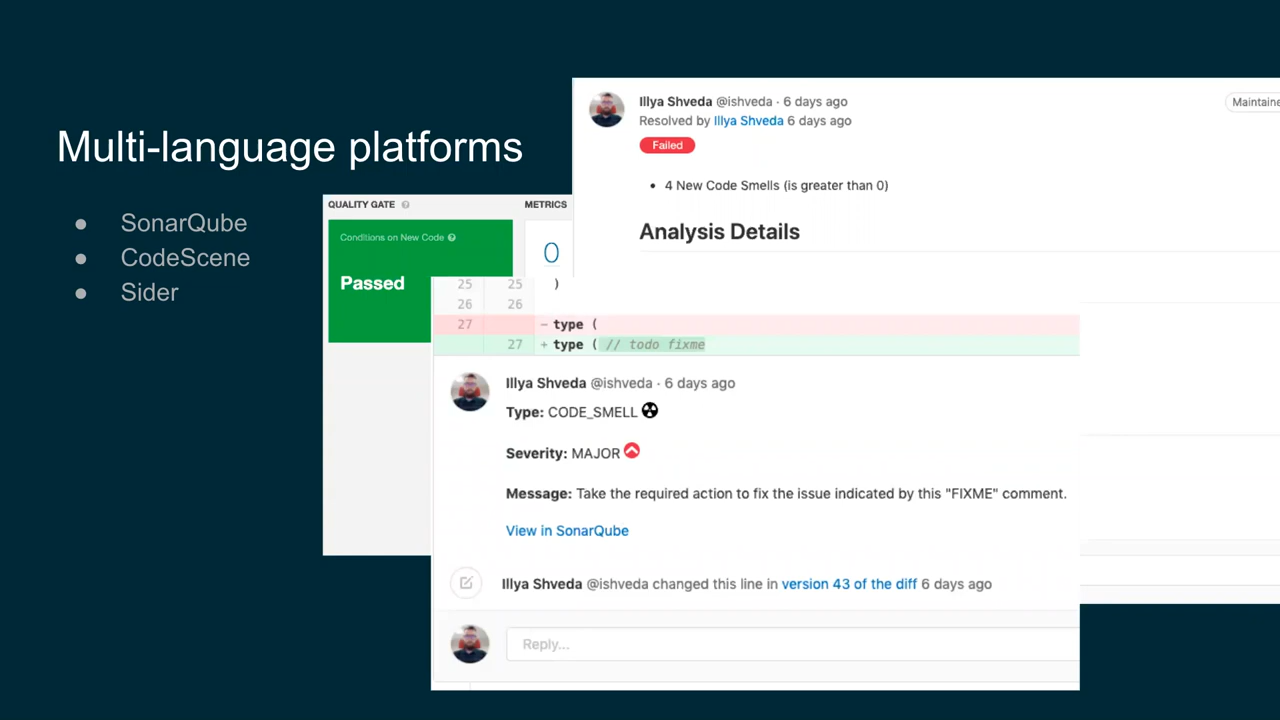 Multi-language platforms
● SonarQube
● CodeScene
● Sider
QUALITY GATE
METRICS
Conditions on New Code
Passed
0
Illya Shveda @ishveda · 6 days ago
Maintaine
Resolved by Illya Shveda 6 days ago
Failed
• 4 New Code Smells (is greater than 0)
Analysis Details
25 25 )
26 26
27 - type (
27 + type ( // todo fixme
Illya Shveda @ishveda · 6 days ago
Type: CODE_SMELL
Severity: MAJOR
Message: Take the required action to fix the issue indicated by this "FIXME" comment.
View in SonarQube
Illya Shveda @ishveda changed this line in version 43 of the diff 6 days ago
Reply...